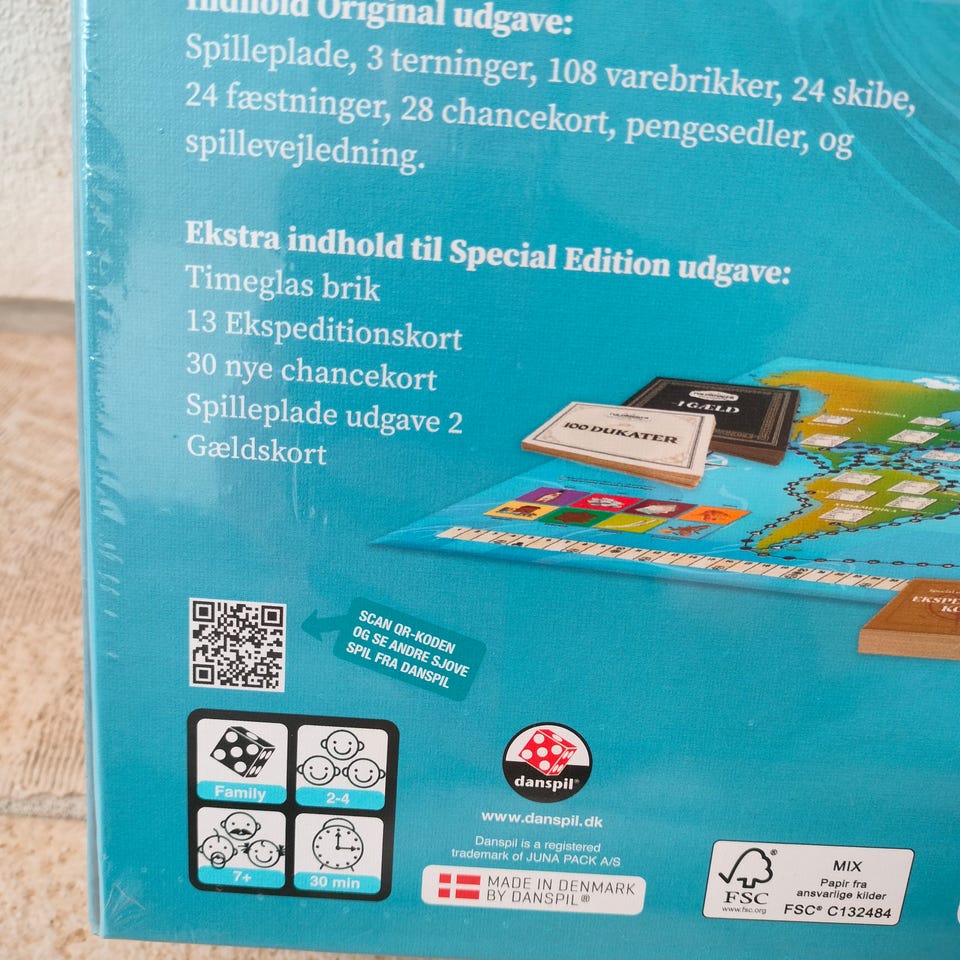 Indhold Original udgave:
Spilleplade, 3 terninger, 108 varebrikker, 24 skibe,
24 fæstninger, 28 chancekort, pengesedler, og
spillevejledning.
Ekstra indhold til Special Edition udgave:
Timeglas brik
13 Ekspeditionskort
30 nye chancekort
Spilleplade udgave 2
Gældskort
-1 GÆLD
100 DUKATER
SCAN QR-KODEN
OG SE ANDRE SJOVE
SPIL FRA DANSPIL
Family
2-4
7+
30 min
danspil®
www.danspil.dk
Danspil is a registered
trademark of JUNA PACK A/S
MADE IN DENMARK
BY DANSPIL®
FSC
www.fsc.org
MIX
Papir fra
ansvarlige kilder
FSC® C132484